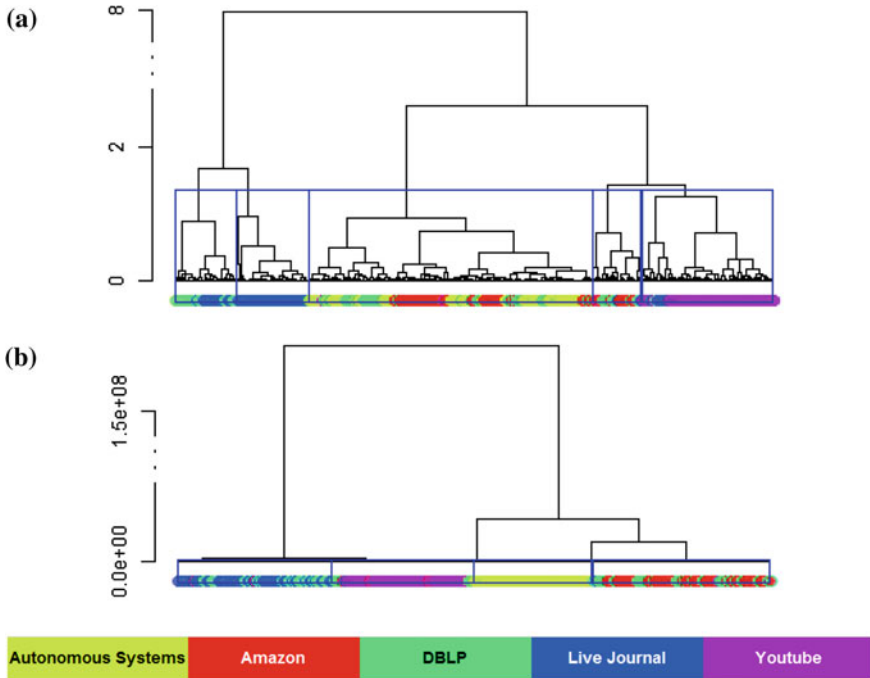 (a)
8
2
0
(b)
1.5e+08
0.0e+00
Autonomous Systems
Amazon
DBLP
Live Journal
Youtube